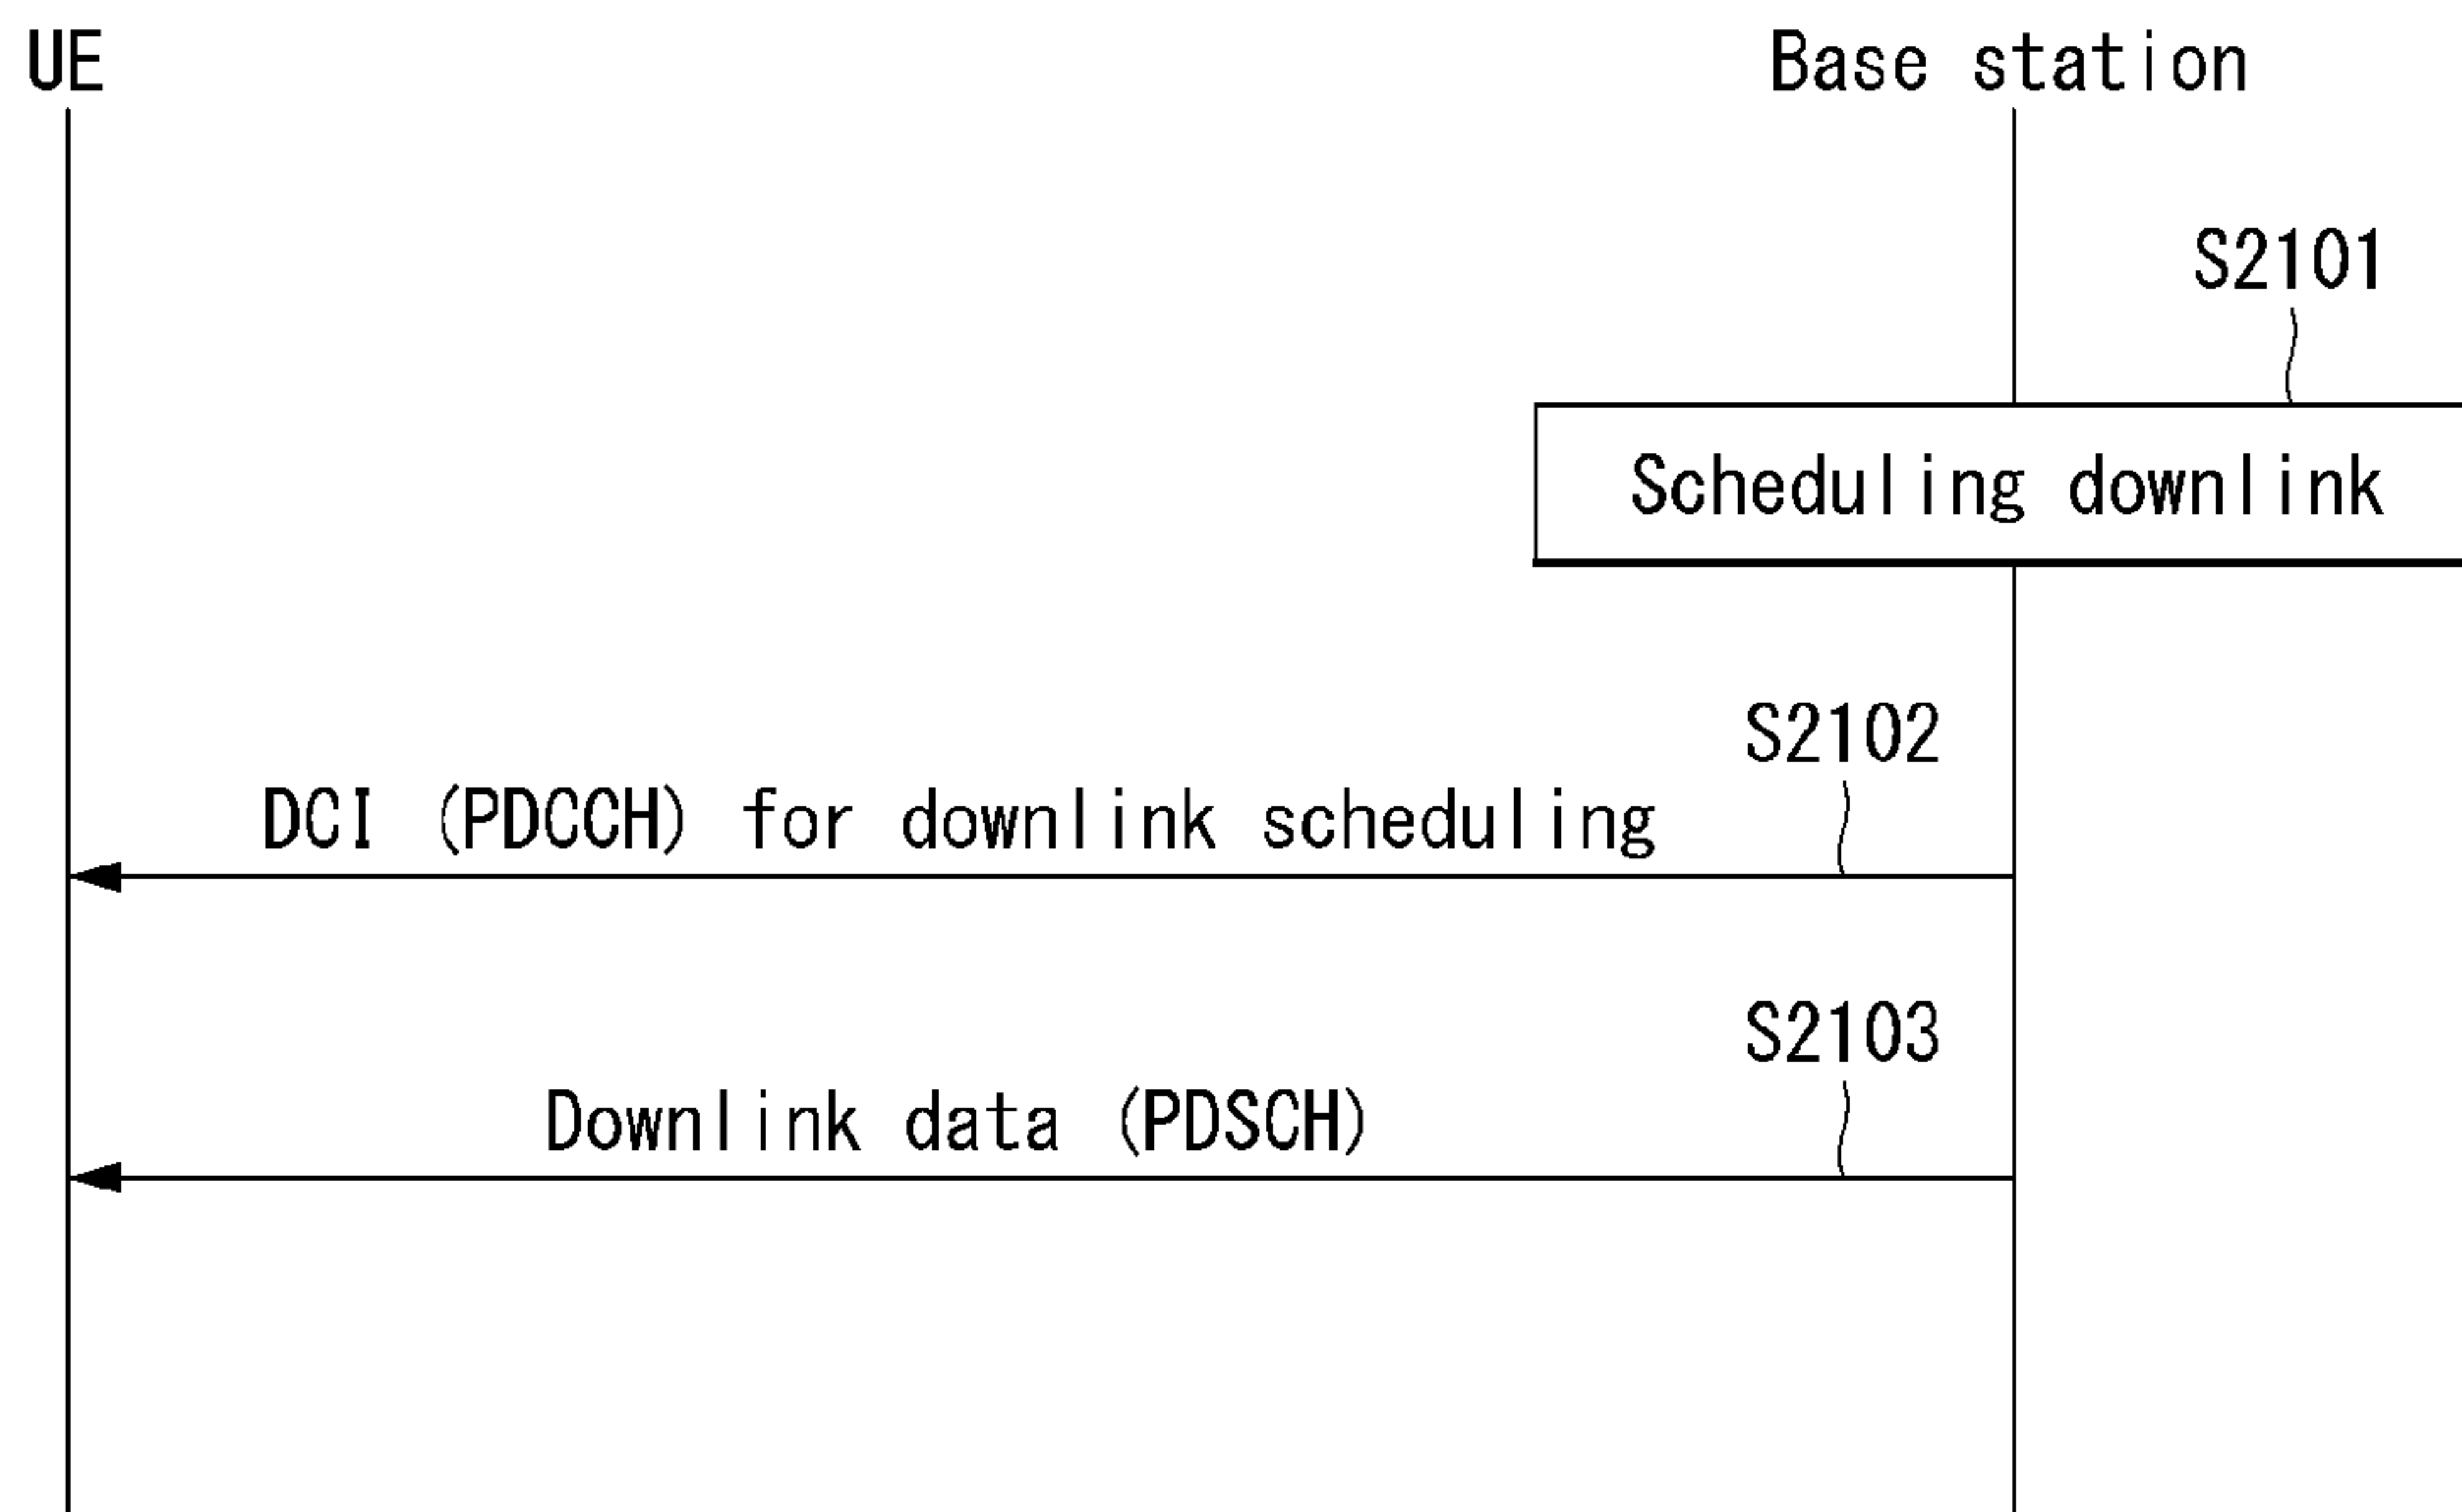 UE
Base station
S2101
Scheduling downlink
S2102
DCI (PDCCH) for downlink scheduling
S2103
Downlink data (PDSCH)